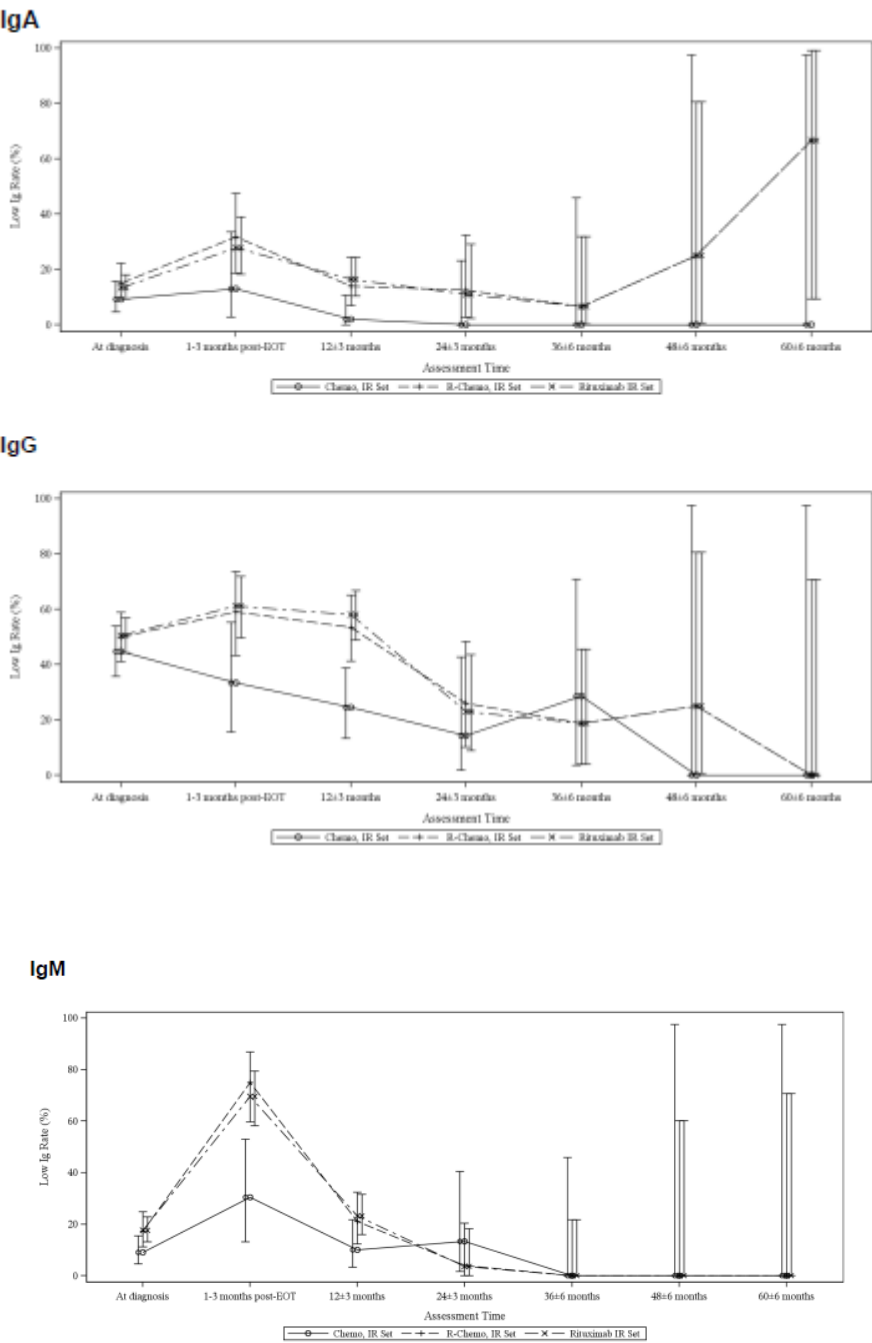 IgA
100
80
60
40
20
0
Low Ig Rate (%)
At diagnosis 1-3 months post-EOT 12±3 months 24±3 months 36±6 months 48±6 months 60±6 months
Assessment Time
Chemo, IR Set R-Chemo, IR Set Rituximab IR Set
IgG
100
80
60
40
20
0
Low Ig Rate (%)
At diagnosis 1-3 months post-EOT 12±3 months 24±3 months 36±6 months 48±6 months 60±6 months
Assessment Time
Chemo, IR Set R-Chemo, IR Set Rituximab IR Set
IgM
100
80
60
40
20
0
Low Ig Rate (%)
At diagnosis 1-3 months post-EOT 12±3 months 24±3 months 36±6 months 48±6 months 60±6 months
Assessment Time
Chemo, IR Set R-Chemo, IR Set Rituximab IR Set